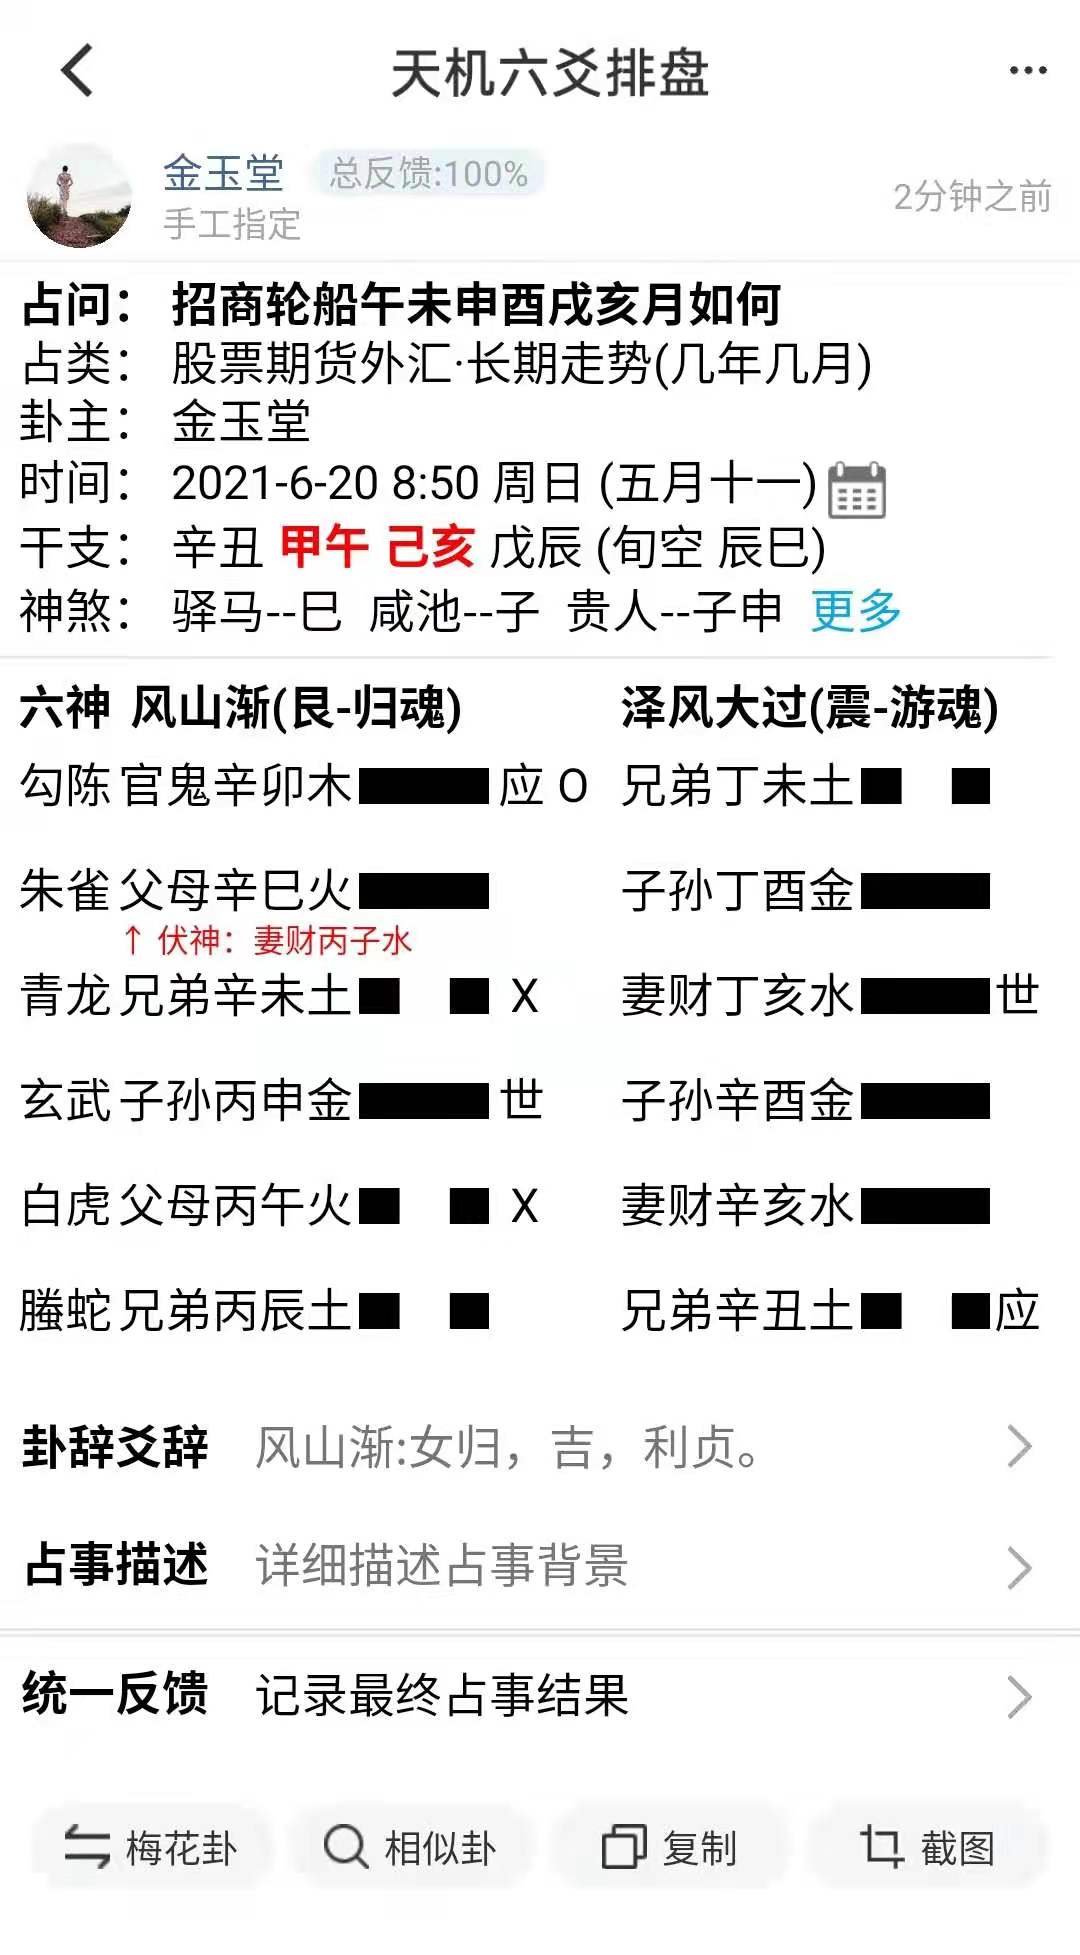 天机六爻排盘
金玉堂 总反馈:100%
手工指定 2分钟之前
占问： 招商轮船午未申酉戌亥月如何
占类： 股票期货外汇·长期走势(几年几月)
卦主： 金玉堂
时间： 2021-6-20 8:50 周日 (五月十一)
干支： 辛丑 甲午 己亥 戊辰 (旬空 辰巳)
神煞： 驿马--巳 咸池--子 贵人--子申 更多
六神 风山渐(艮-归魂) 泽风大过(震-游魂)
勾陈 官鬼辛卯木 应 O 兄弟丁未土
朱雀 父母辛巳火 子孙丁酉金
↑ 伏神：妻财丙子水
青龙 兄弟辛未土 X 妻财丁亥水 世
玄武 子孙丙申金 世 子孙辛酉金
白虎 父母丙午火 X 妻财辛亥水
螣蛇 兄弟丙辰土 兄弟辛丑土 应
卦辞爻辞 风山渐:女归，吉，利贞。
占事描述 详细描述占事背景
统一反馈 记录最终占事结果
梅花卦 相似卦 复制 截图